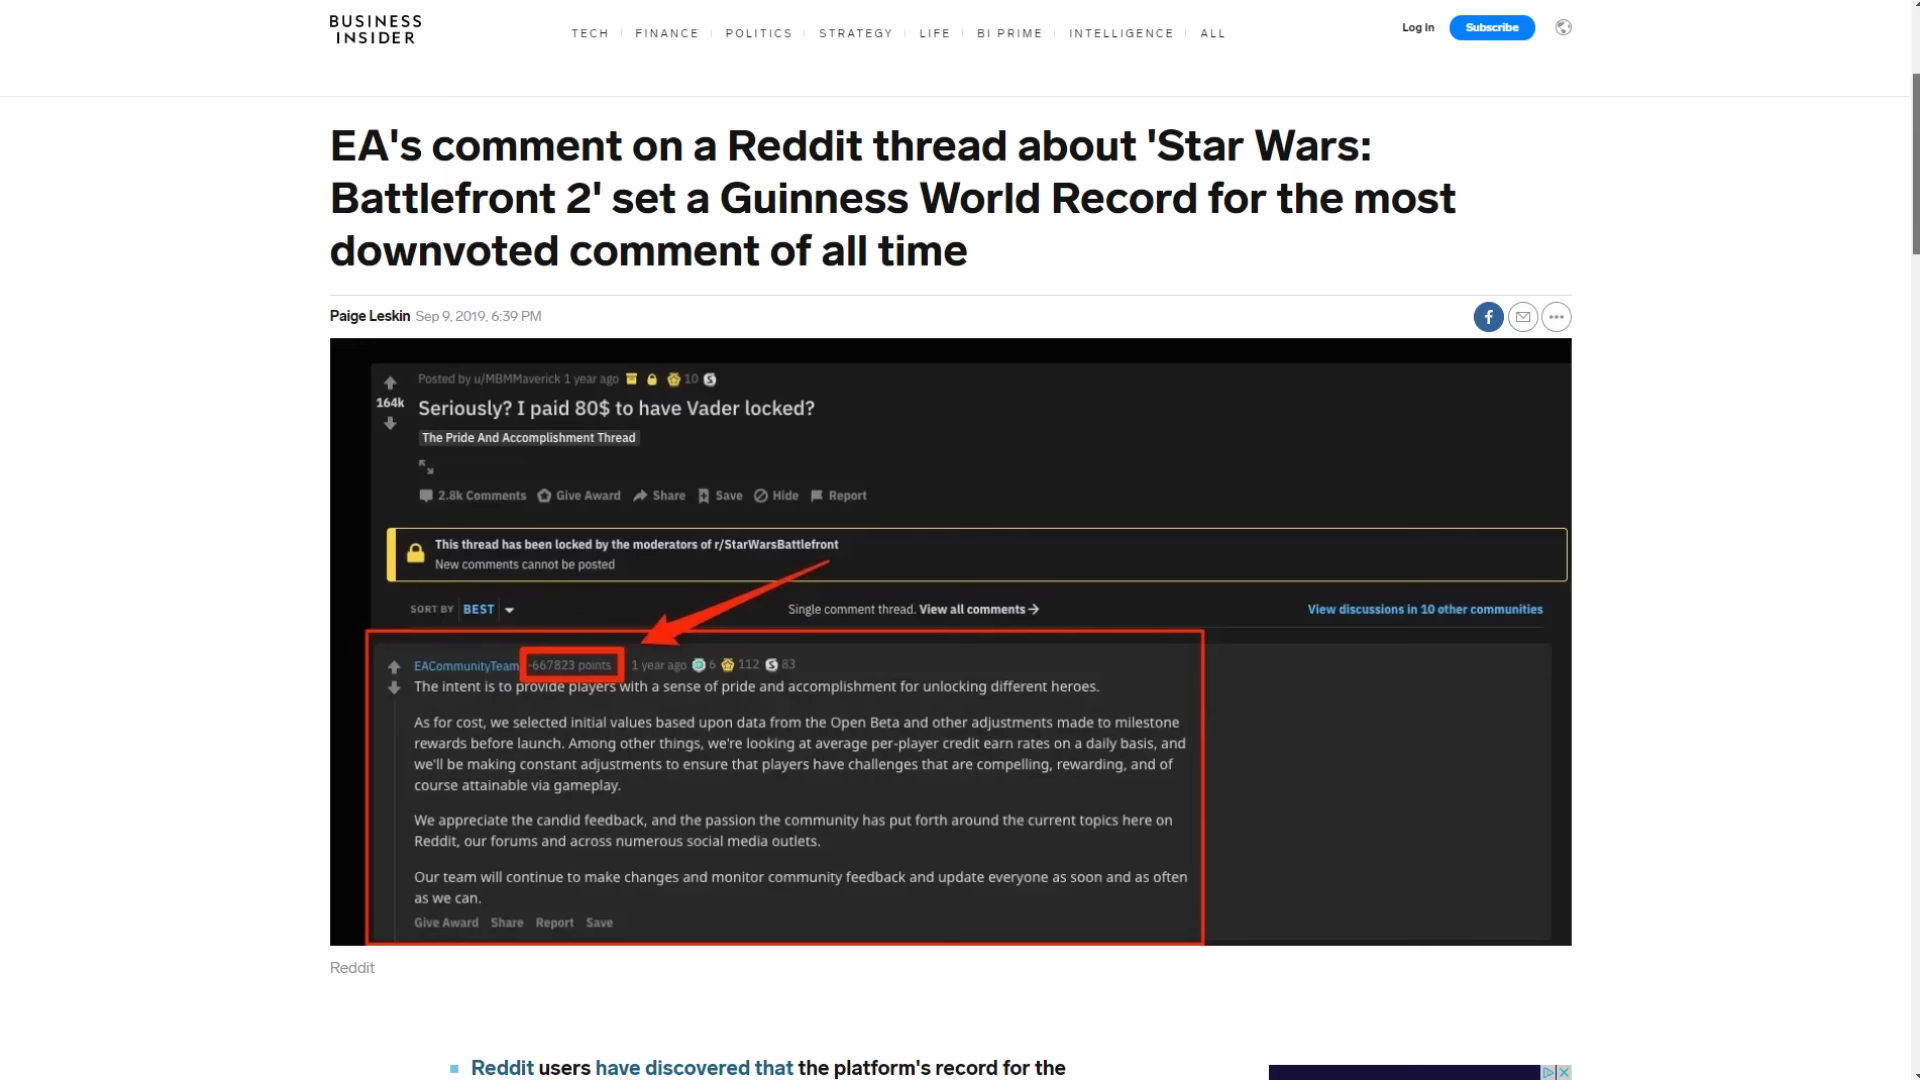 BUSINESS
INSIDER
TECH FINANCE POLITICS STRATEGY LIFE BI PRIME INTELLIGENCE ALL
Log In Subscribe
EA's comment on a Reddit thread about 'Star Wars:
Battlefront 2' set a Guinness World Record for the most
downvoted comment of all time
Paige Leskin Sep 9, 2019, 6:39 PM
Posted by u/MBMMaverick 1 year ago 10 S
164k
Seriously? I paid 80$ to have Vader locked?
The Pride And Accomplishment Thread
2.8k Comments Give Award Share Save Hide Report
This thread has been locked by the moderators of r/StarWarsBattlefront
New comments cannot be posted
SORT BY BEST Single comment thread. View all comments→ View discussions in 10 other communities
EACommunityTeam -667823 points 1 year ago 6 112 S 83
The intent is to provide players with a sense of pride and accomplishment for unlocking different heroes.
As for cost, we selected initial values based upon data from the Open Beta and other adjustments made to milestone
rewards before launch. Among other things, we're looking at average per-player credit earn rates on a daily basis, and
we'll be making constant adjustments to ensure that players have challenges that are compelling, rewarding, and of
course attainable via gameplay.
We appreciate the candid feedback, and the passion the community has put forth around the current topics here on
Reddit, our forums and across numerous social media outlets.
Our team will continue to make changes and monitor community feedback and update everyone as soon and as often
as we can.
Give Award Share Report Save
Reddit
Reddit users have discovered that the platform's record for the